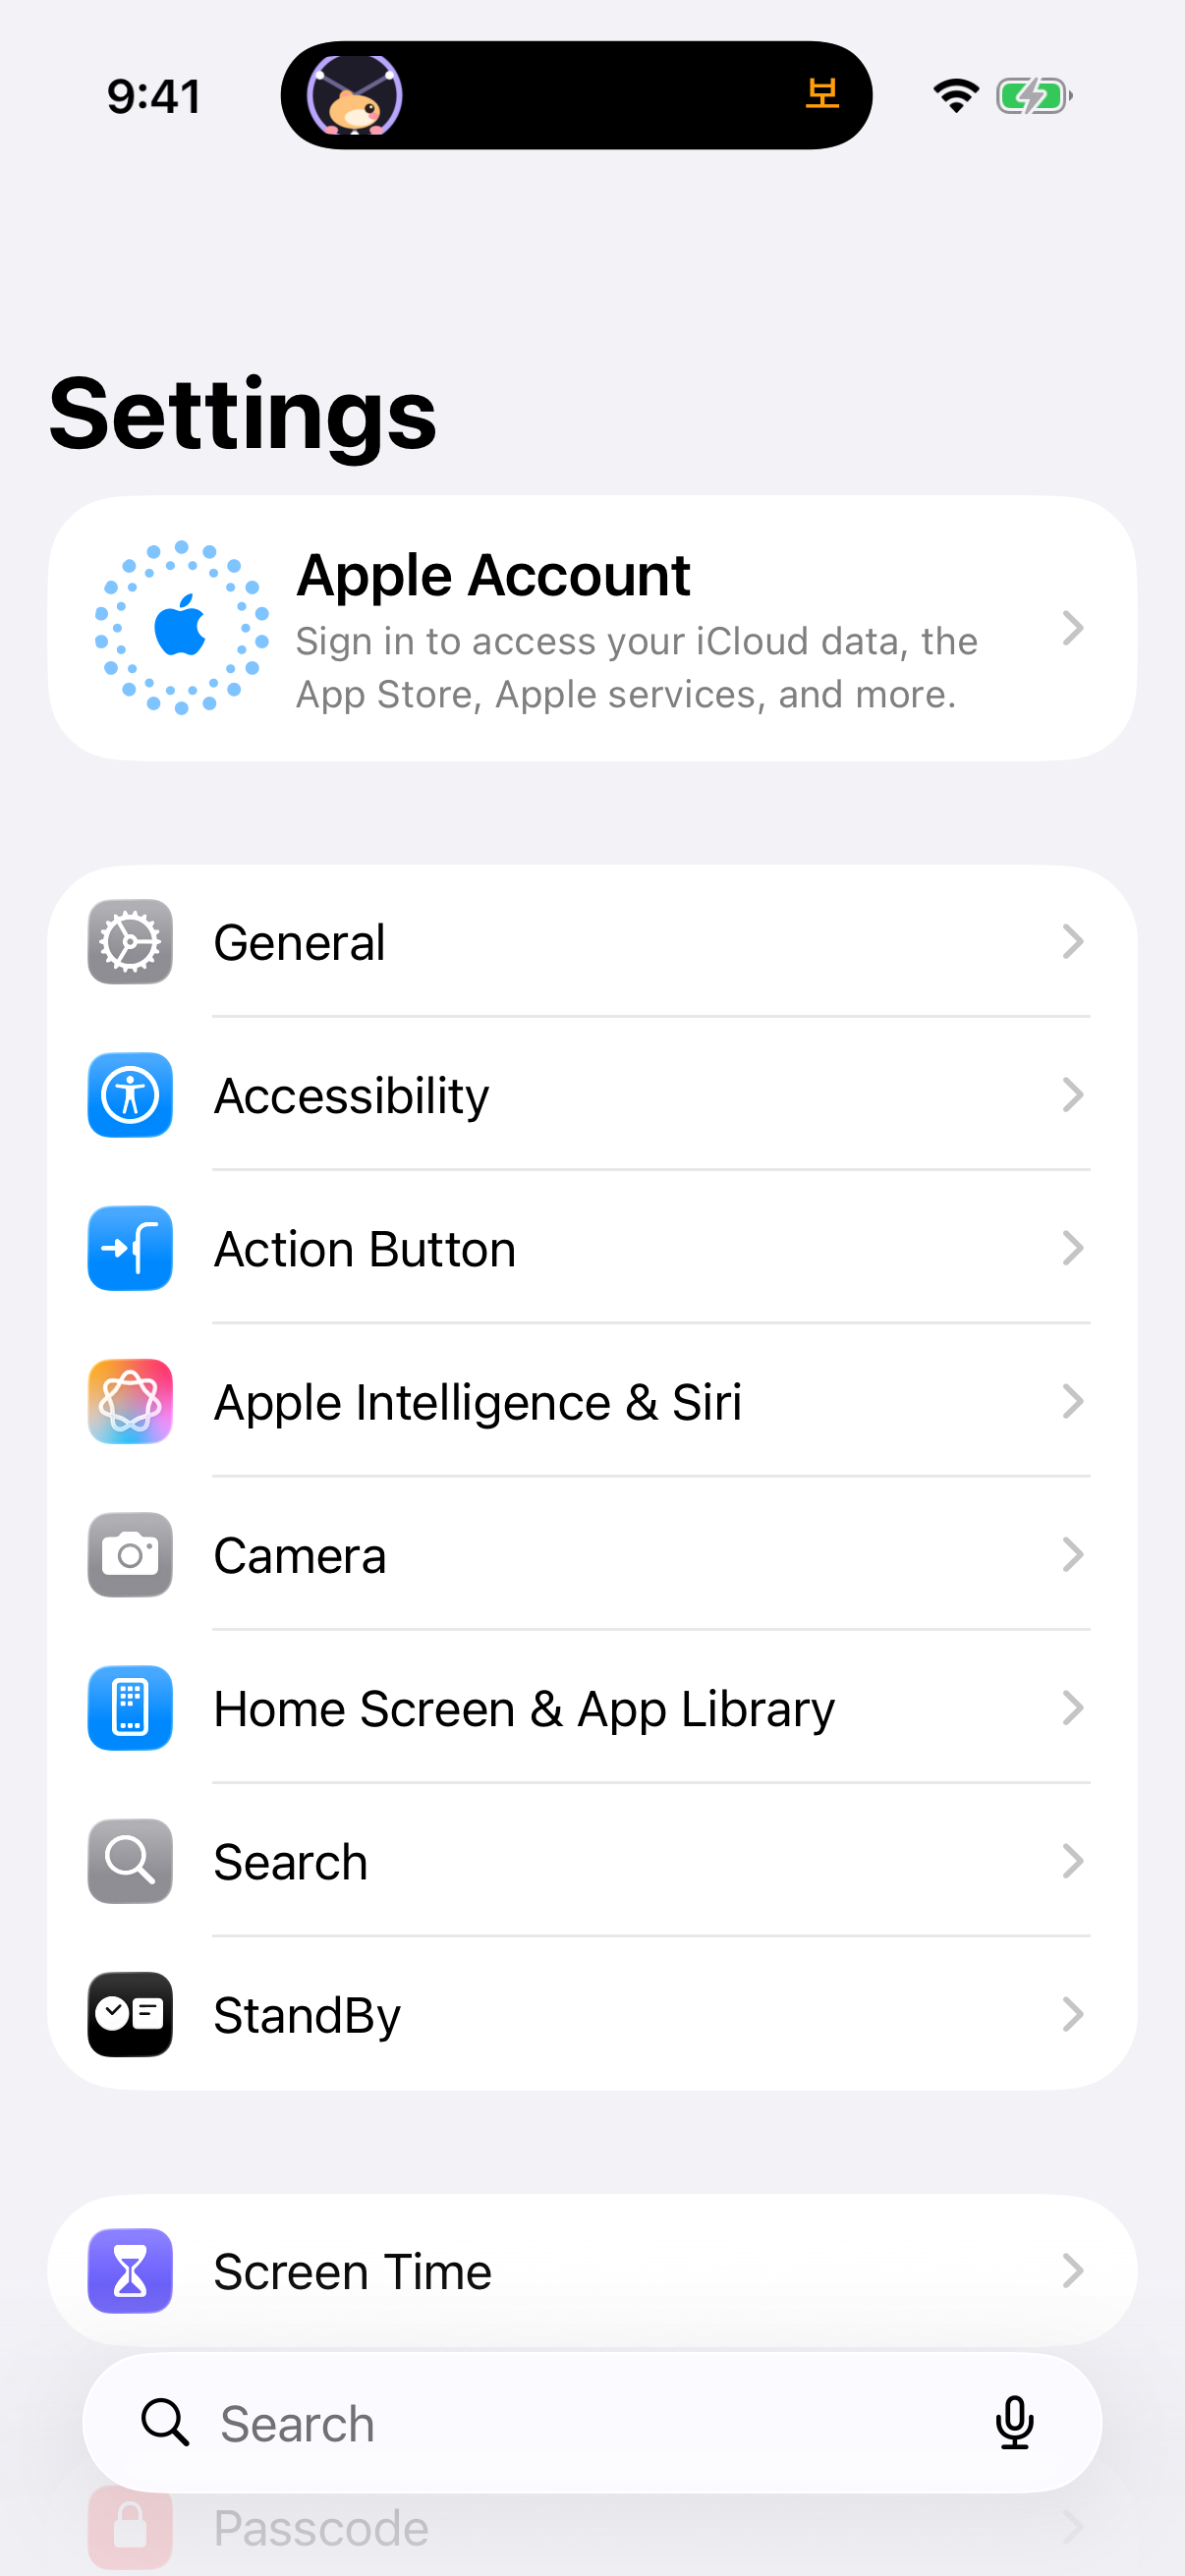 9:41
보
Settings
Apple Account
Sign in to access your iCloud data, the
App Store, Apple services, and more.
General
Accessibility
Action Button
Apple Intelligence & Siri
Camera
Home Screen & App Library
Search
StandBy
Screen Time
Search
Passcode